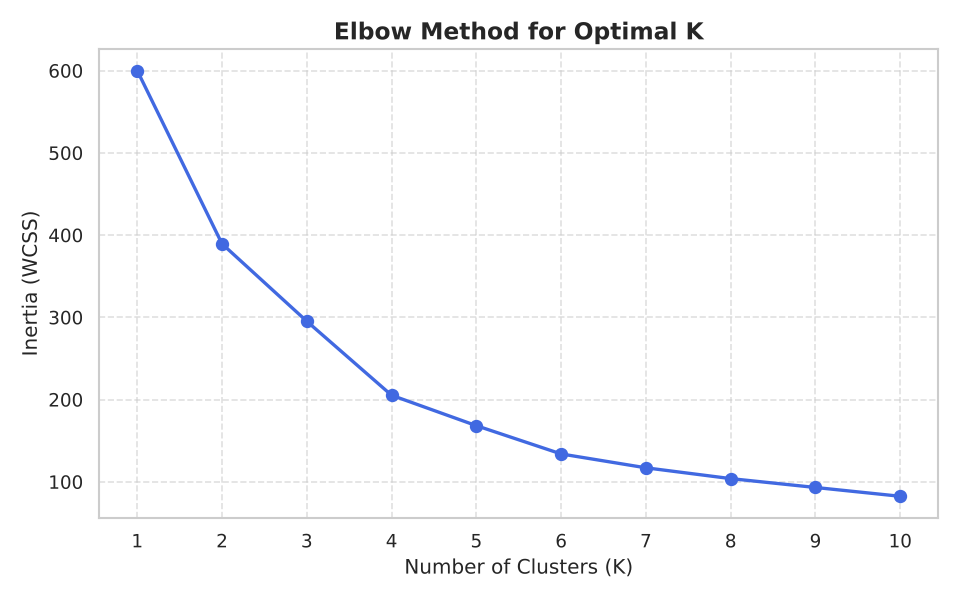 Elbow Method for Optimal K
Inertia (WCSS)
600
500
400
300
200
100
1 2 3 4 5 6 7 8 9 10
Number of Clusters (K)